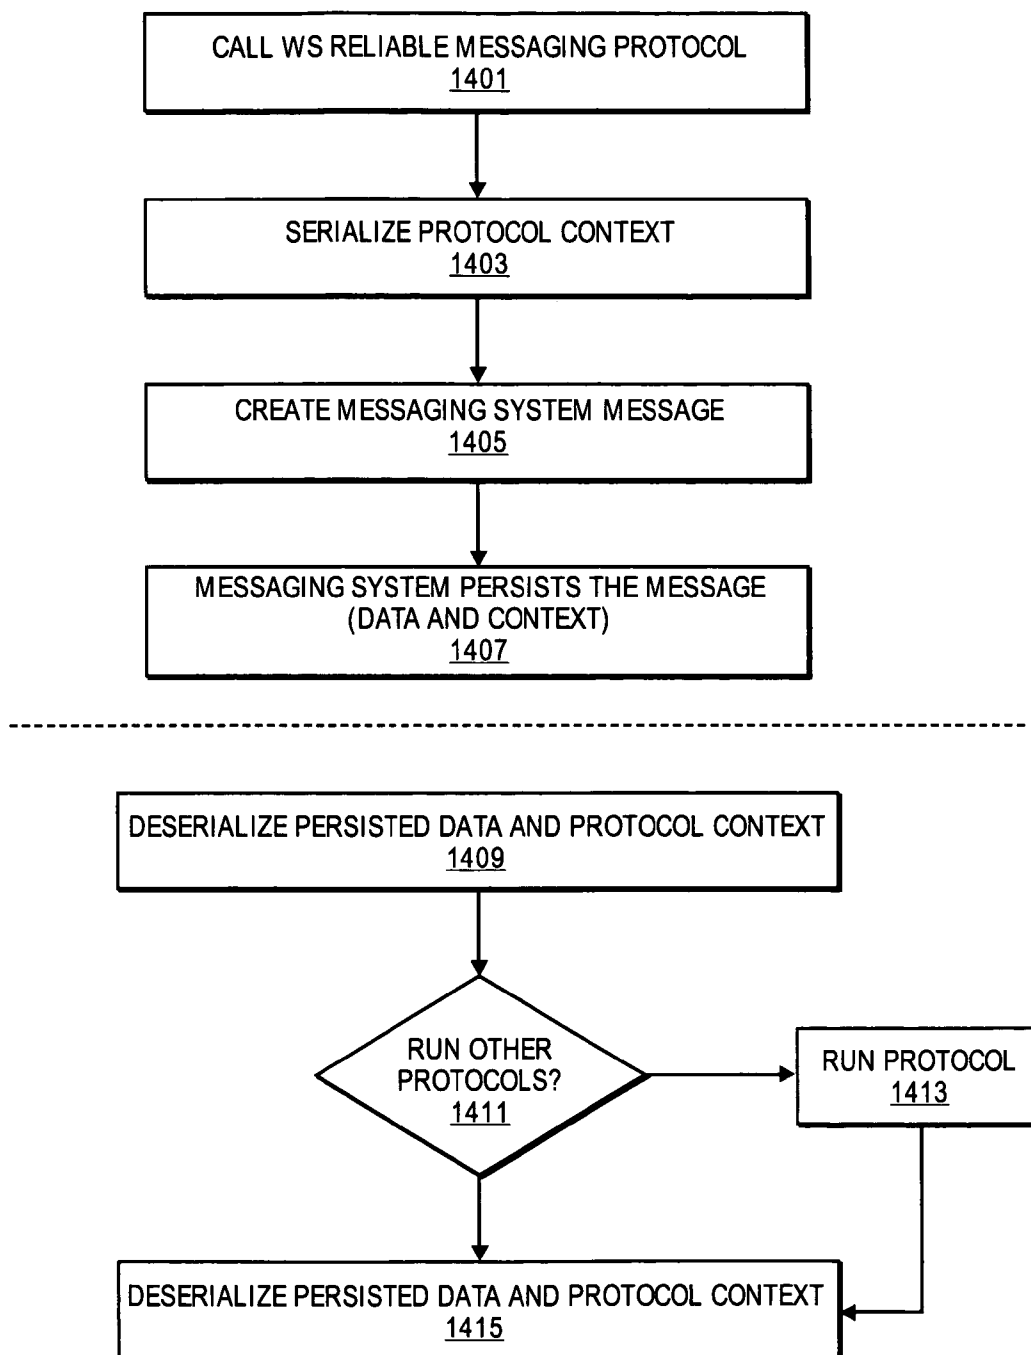 CALL WS RELIABLE MESSAGING PROTOCOL
1401
SERIALIZE PROTOCOL CONTEXT
1403
CREATE MESSAGING SYSTEM MESSAGE
1405
MESSAGING SYSTEM PERSISTS THE MESSAGE
(DATA AND CONTEXT)
1407
DESERIALIZE PERSISTED DATA AND PROTOCOL CONTEXT
1409
RUN OTHER
PROTOCOLS?
1411
RUN PROTOCOL
1413
DESERIALIZE PERSISTED DATA AND PROTOCOL CONTEXT
1415